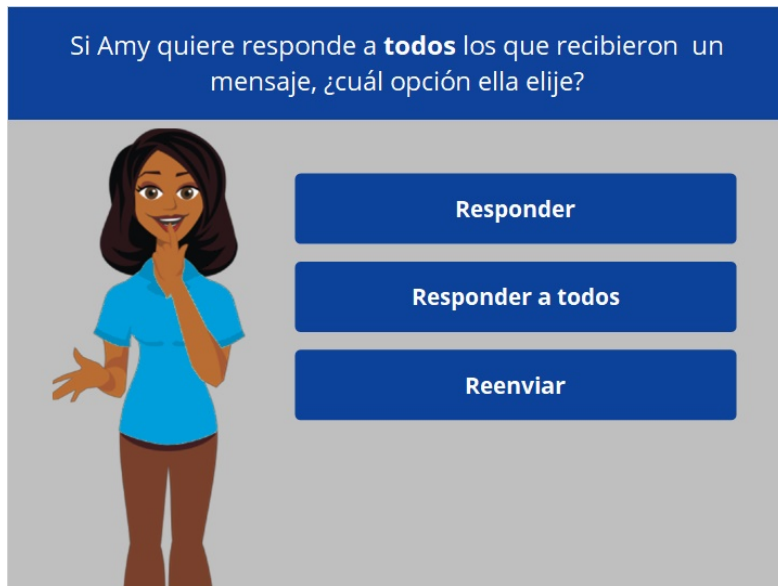 Si Amy quiere responde a todos los que recibieron un
mensaje, ¿cuál opción ella elije?
Responder
Responder a todos
Reenviar